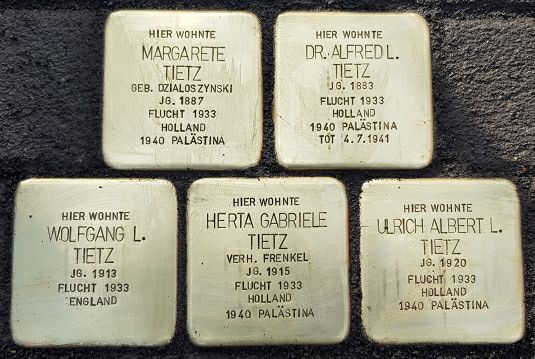 HIER WOHNTE
MARGARETE
TIETZ
GEB. DZIALOSZYNSKI
JG. 1887
FLUCHT 1933
HOLLAND
1940 PALÄSTINA
HIER WOHNTE
DR. ALFRED L.
TIETZ
JG. 1883
FLUCHT 1933
HOLLAND
1940 PALÄSTINA
TOT 4.7.1941
HIER WOHNTE
WOLFGANG L.
TIETZ
JG. 1913
FLUCHT 1933
ENGLAND
HIER WOHNTE
HERTA GABRIELE
TIETZ
VERH. FRENKEL
JG. 1915
FLUCHT 1933
HOLLAND
1940 PALÄSTINA
HIER WOHNTE
ULRICH ALBERT L.
TIETZ
JG. 1920
FLUCHT 1933
HOLLAND
1940 PALÄSTINA